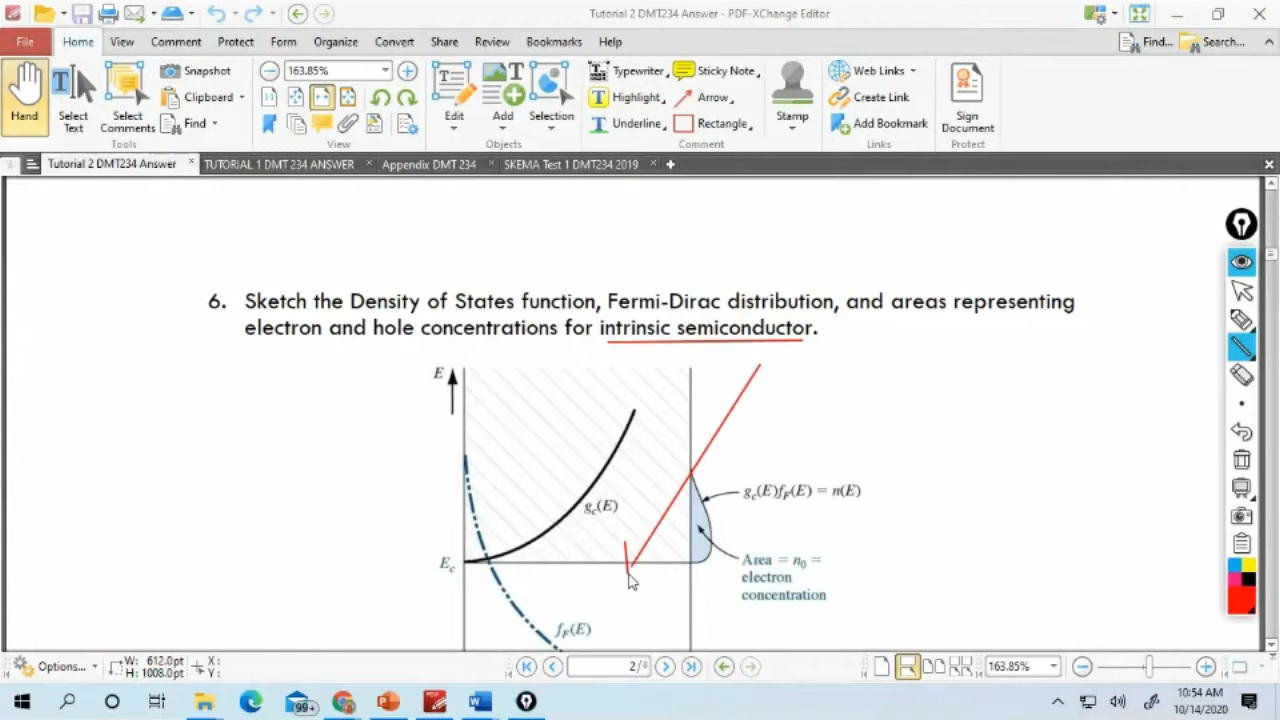 Tutorial 2 DMT234 Answer - PDF-XChange Editor
File Home View Comment Protect Form Organize Convert Share Review Bookmarks Help Find... Search...
Hand
Select Text
Select Comments
Snapshot
Clipboard
Find
Tools
163.85%
View
Edit
Add
Selection
Objects
Typewriter
Highlight
Underline
Sticky Note
Arrow
Rectangle
Stamp
Comment
Web Links
Create Link
Add Bookmark
Links
Sign Document
Protect
Tutorial 2 DMT234 Answer TUTORIAL 1 DMT 234 ANSWER Appendix DMT 234 SKEMA Test 1 DMT234 2019
6. Sketch the Density of States function, Fermi-Dirac distribution, and areas representing
electron and hole concentrations for intrinsic semiconductor.
E
g_c(E)
g_c(E)f_F(E) = n(E)
E_c
Area = n_0 =
electron
concentration
f_F(E)
Options... W: 612.0pt X:
H: 1008.0pt Y:
163.85%
99+
10:54 AM
10/14/2020